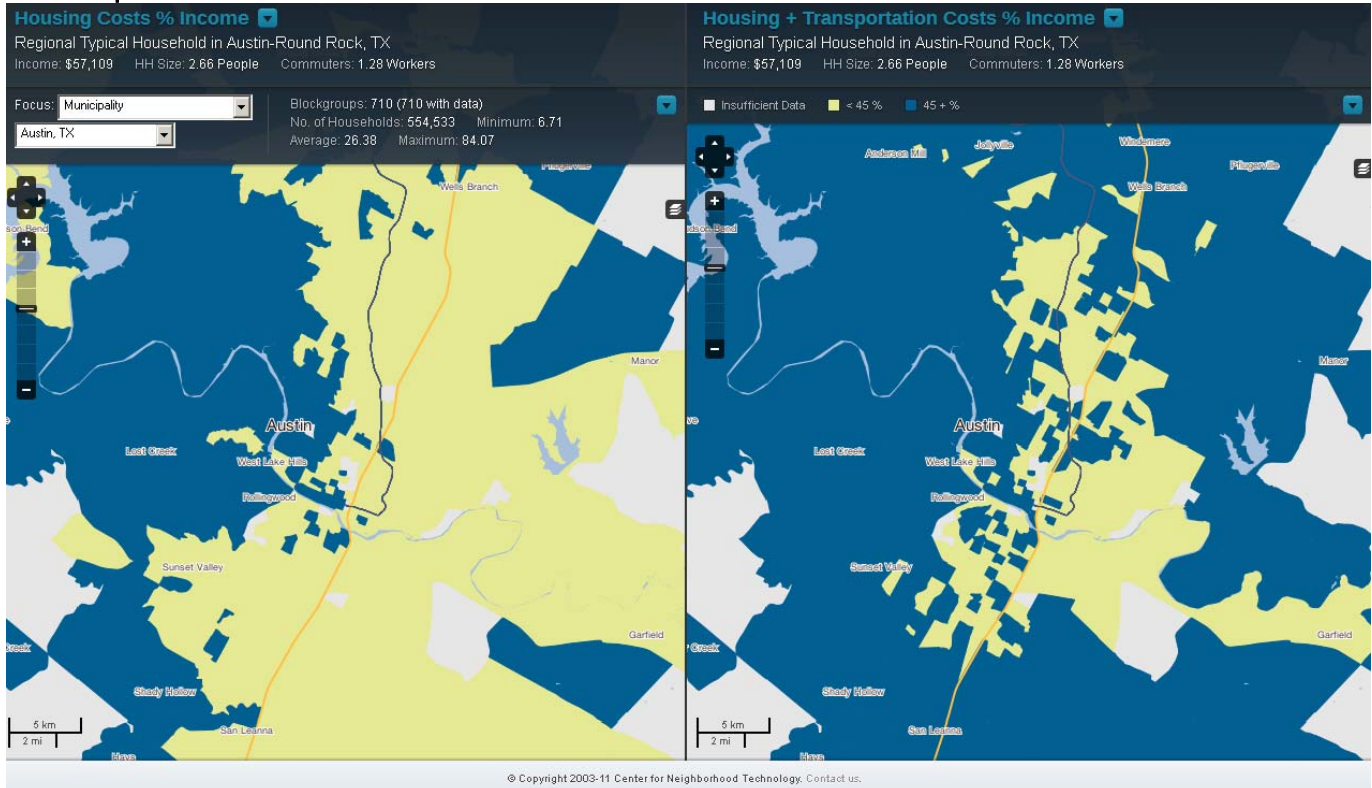 Housing Costs % Income
Regional Typical Household in Austin-Round Rock, TX
Income: $57,109 HH Size: 2.66 People Commuters: 1.28 Workers
Focus: Municipality
Austin, TX
Blockgroups: 710 (710 with data)
No. of Households: 554,533 Minimum: 6.71
Average: 26.38 Maximum: 84.07
Wells Branch
Manor
Austin
Lost Creek
West Lake Hills
Rollingwood
Sunset Valley
Garfield
Creek
Shady Hollow
San Leanna
Hays
5 km
2 mi
Housing + Transportation Costs % Income
Regional Typical Household in Austin-Round Rock, TX
Income: $57,109 HH Size: 2.66 People Commuters: 1.28 Workers
Insufficient Data < 45 % 45 + %
Anderson Mill
Jollyville
Windemere
Pflugerville
Wells Branch
Manor
Austin
Lost Creek
West Lake Hills
Rollingwood
Sunset Valley
Garfield
Creek
Shady Hollow
San Leanna
Hays
5 km
2 mi
© Copyright 2003-11 Center for Neighborhood Technology. Contact us.